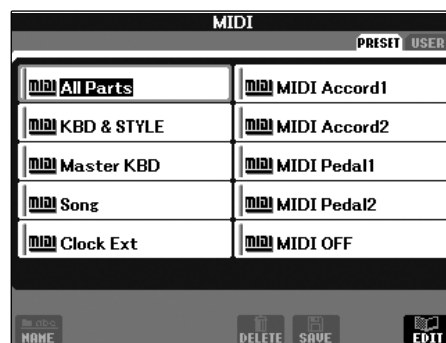 MIDI
PRESET USER
MIDI All Parts
MIDI MIDI Accord1
MIDI KBD & STYLE
MIDI MIDI Accord2
MIDI Master KBD
MIDI MIDI Pedal1
MIDI Song
MIDI MIDI Pedal2
MIDI Clock Ext
MIDI MIDI OFF
abc
NAME
DELETE
SAVE
EDIT